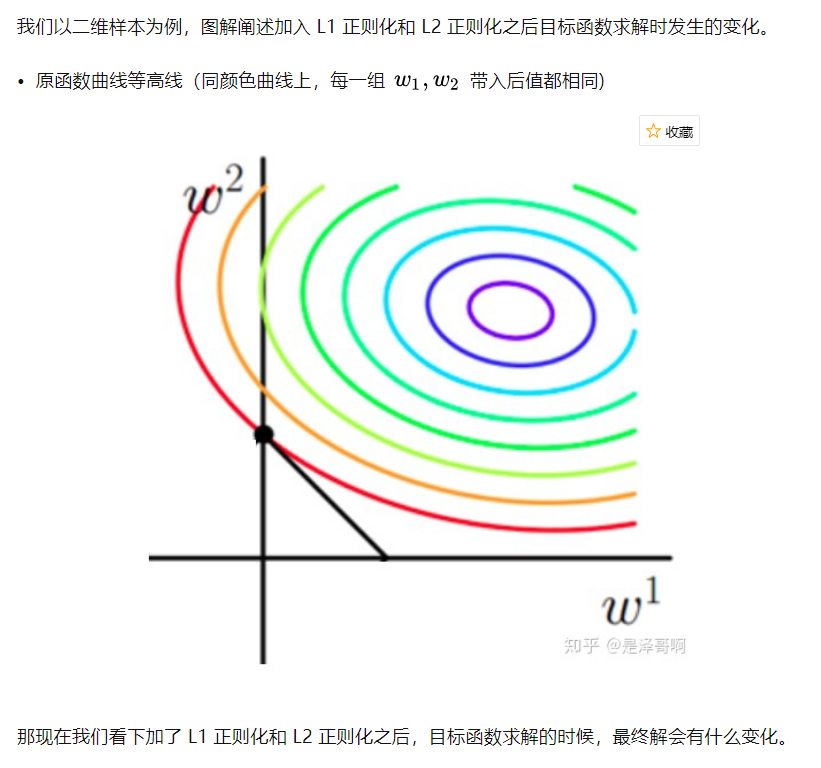 我们以二维样本为例，图解阐述加入 L1 正则化和 L2 正则化之后目标函数求解时发生的变化。
• 原函数曲线等高线（同颜色曲线上，每一组 w₁, w₂ 带入后值都相同)
收藏
w²
w¹
知乎 @是泽哥啊
那现在我们看下加了 L1 正则化和 L2 正则化之后，目标函数求解的时候，最终解会有什么变化。